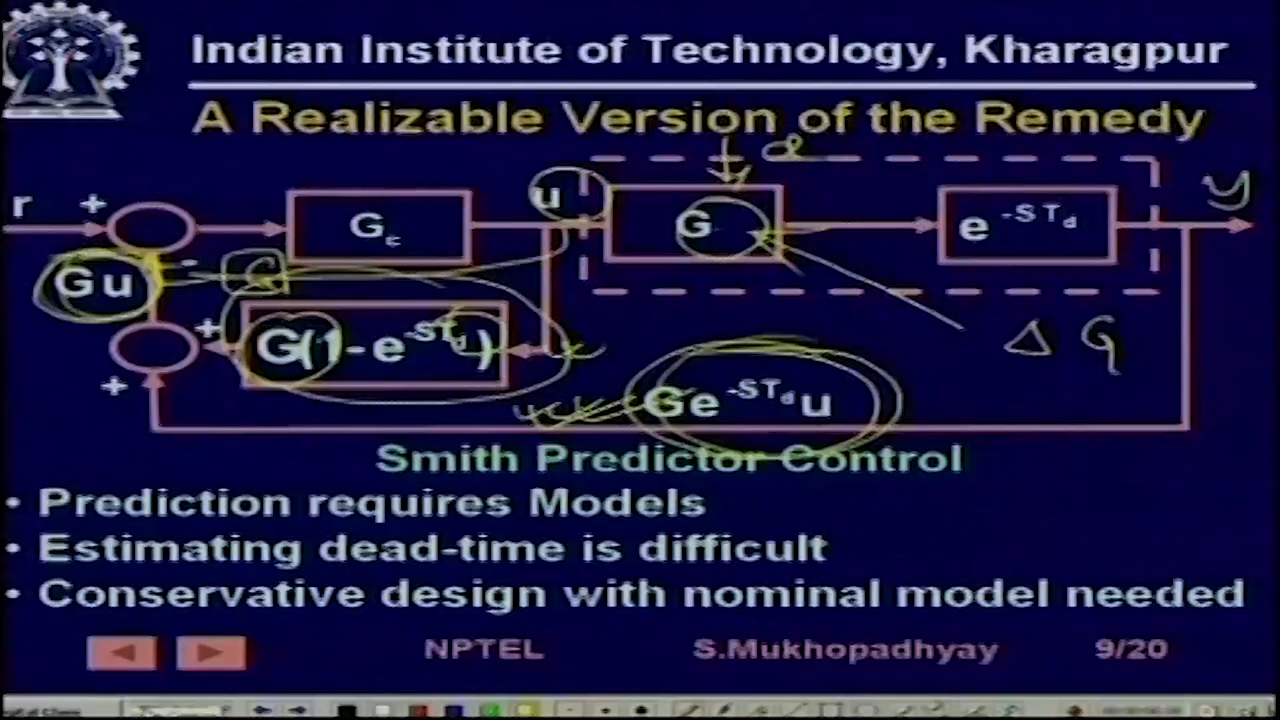 Indian Institute of Technology, Kharagpur
A Realizable Version of the Remedy
d
r + u y
G_c G e^{-ST_d}
-
Gu
+ G(1-e^{-ST_d}) Δ G
+ Ge^{-ST_d}u
Smith Predictor Control
• Prediction requires Models
• Estimating dead-time is difficult
• Conservative design with nominal model needed
NPTEL S.Mukhopadhyay 9/20